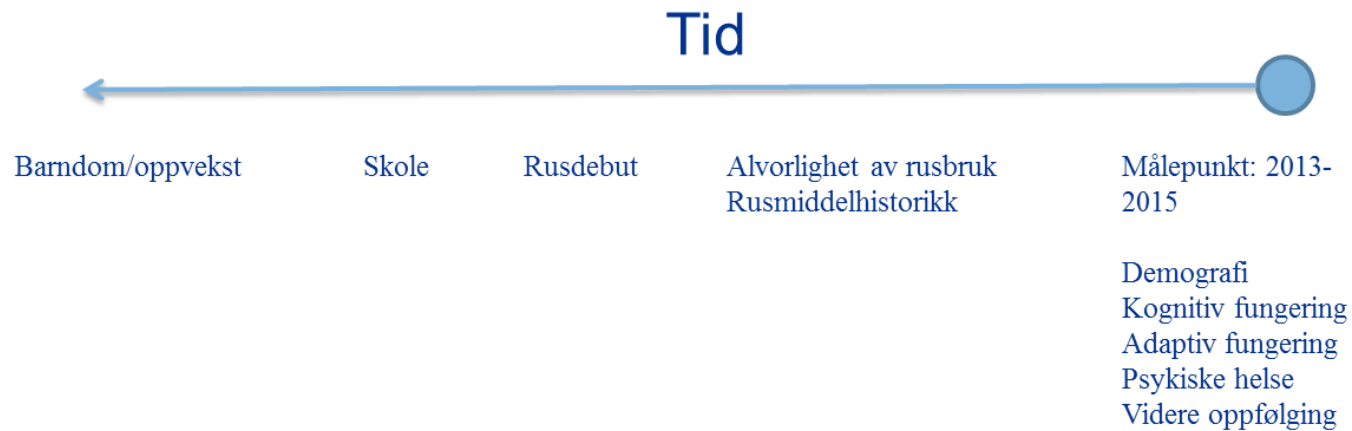 Tid
Barndom/oppvekst
Skole
Rusdebut
Alvorlighet av rusbruk
Rusmiddelhistorikk
Målepunkt: 2013-
2015
Demografi
Kognitiv fungering
Adaptiv fungering
Psykiske helse
Videre oppfølging